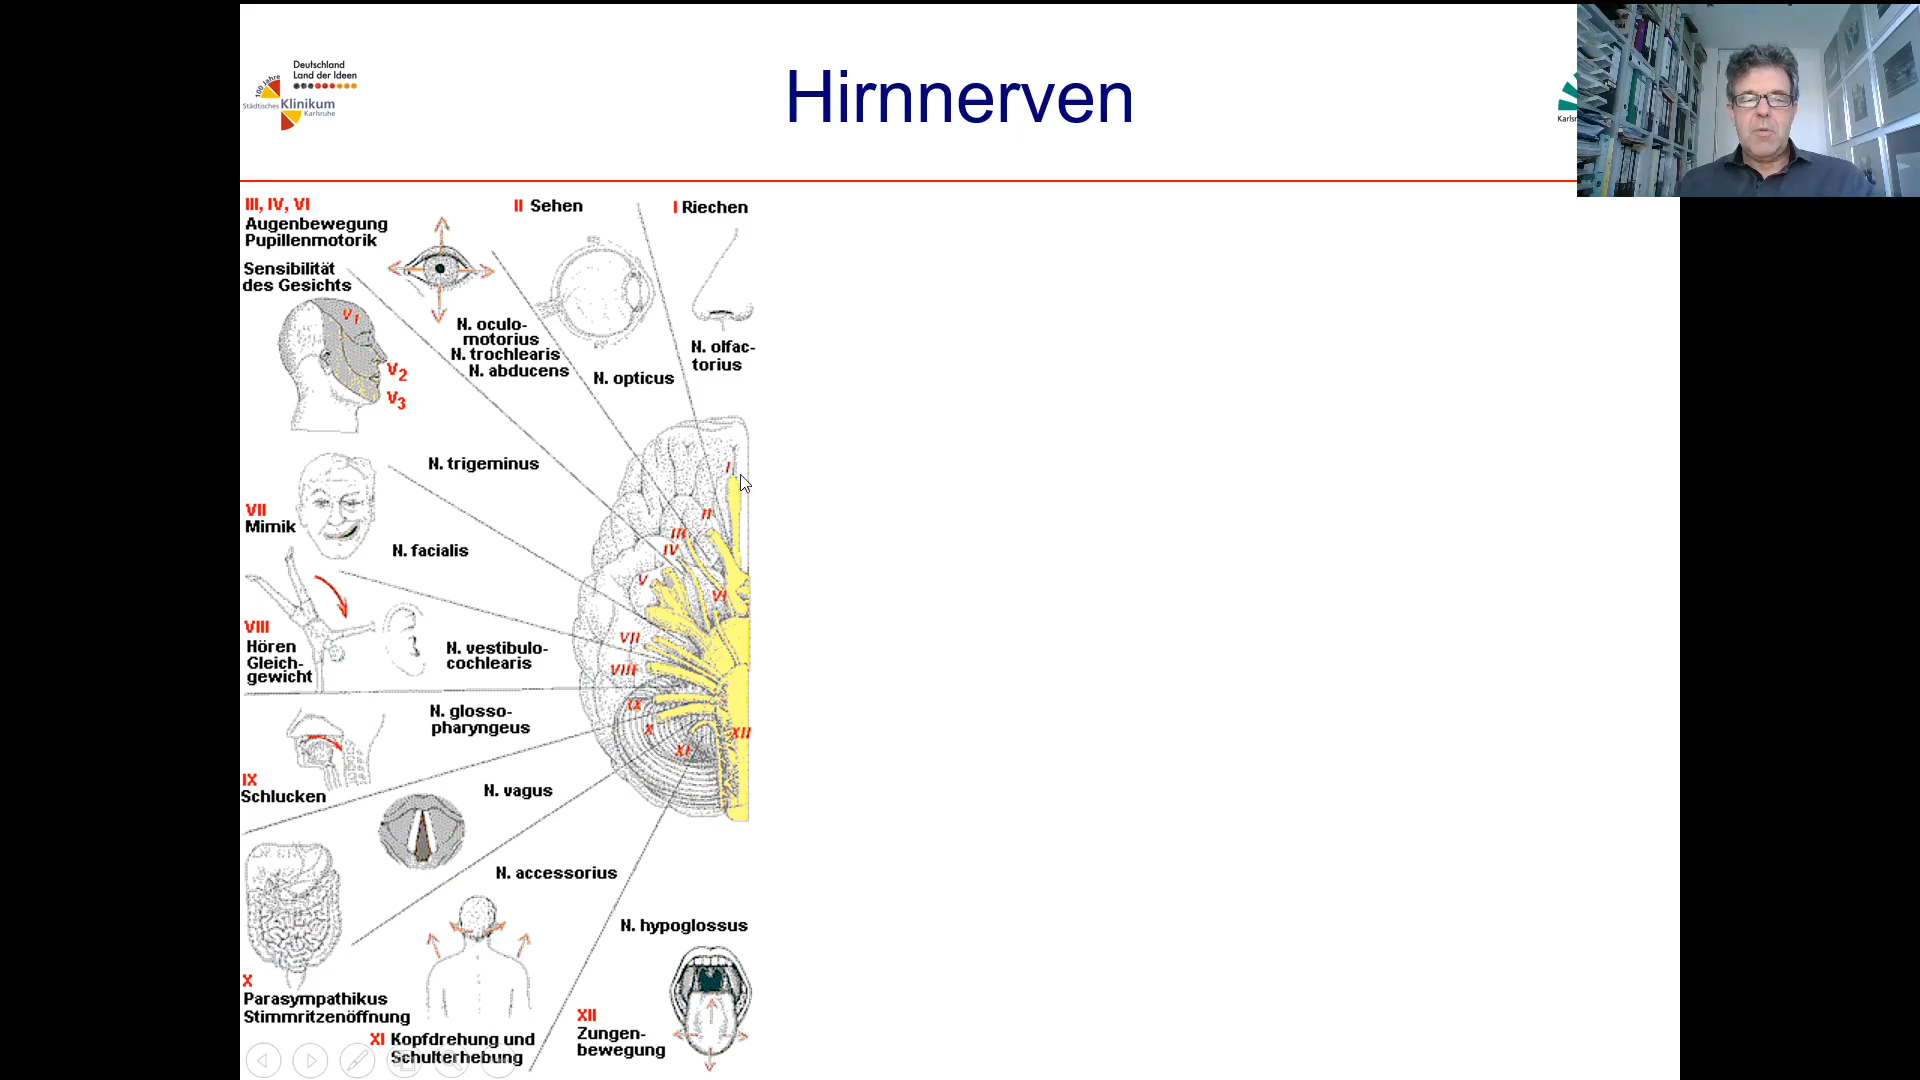 Deutschland
Land der Ideen
100 Jahre
Städtisches Klinikum
Karlsruhe
Hirnnerven
III, IV, VI
Augenbewegung
Pupillenmotorik
II Sehen
I Riechen
Sensibilität
des Gesichts
V1
V2
V3
N. oculo-
motorius
N. trochlearis
N. abducens
N. opticus
N. olfac-
torius
N. trigeminus
VII
Mimik
N. facialis
VIII
Hören
Gleich-
gewicht
N. vestibulo-
cochlearis
I
II
III
IV
V
VI
VII
VIII
IX
X
XI
XII
N. glosso-
pharyngeus
IX
Schlucken
N. vagus
X
Parasympathikus
Stimmritzenöffnung
N. accessorius
XI Kopfdrehung und
Schulterhebung
N. hypoglossus
XII
Zungen-
bewegung